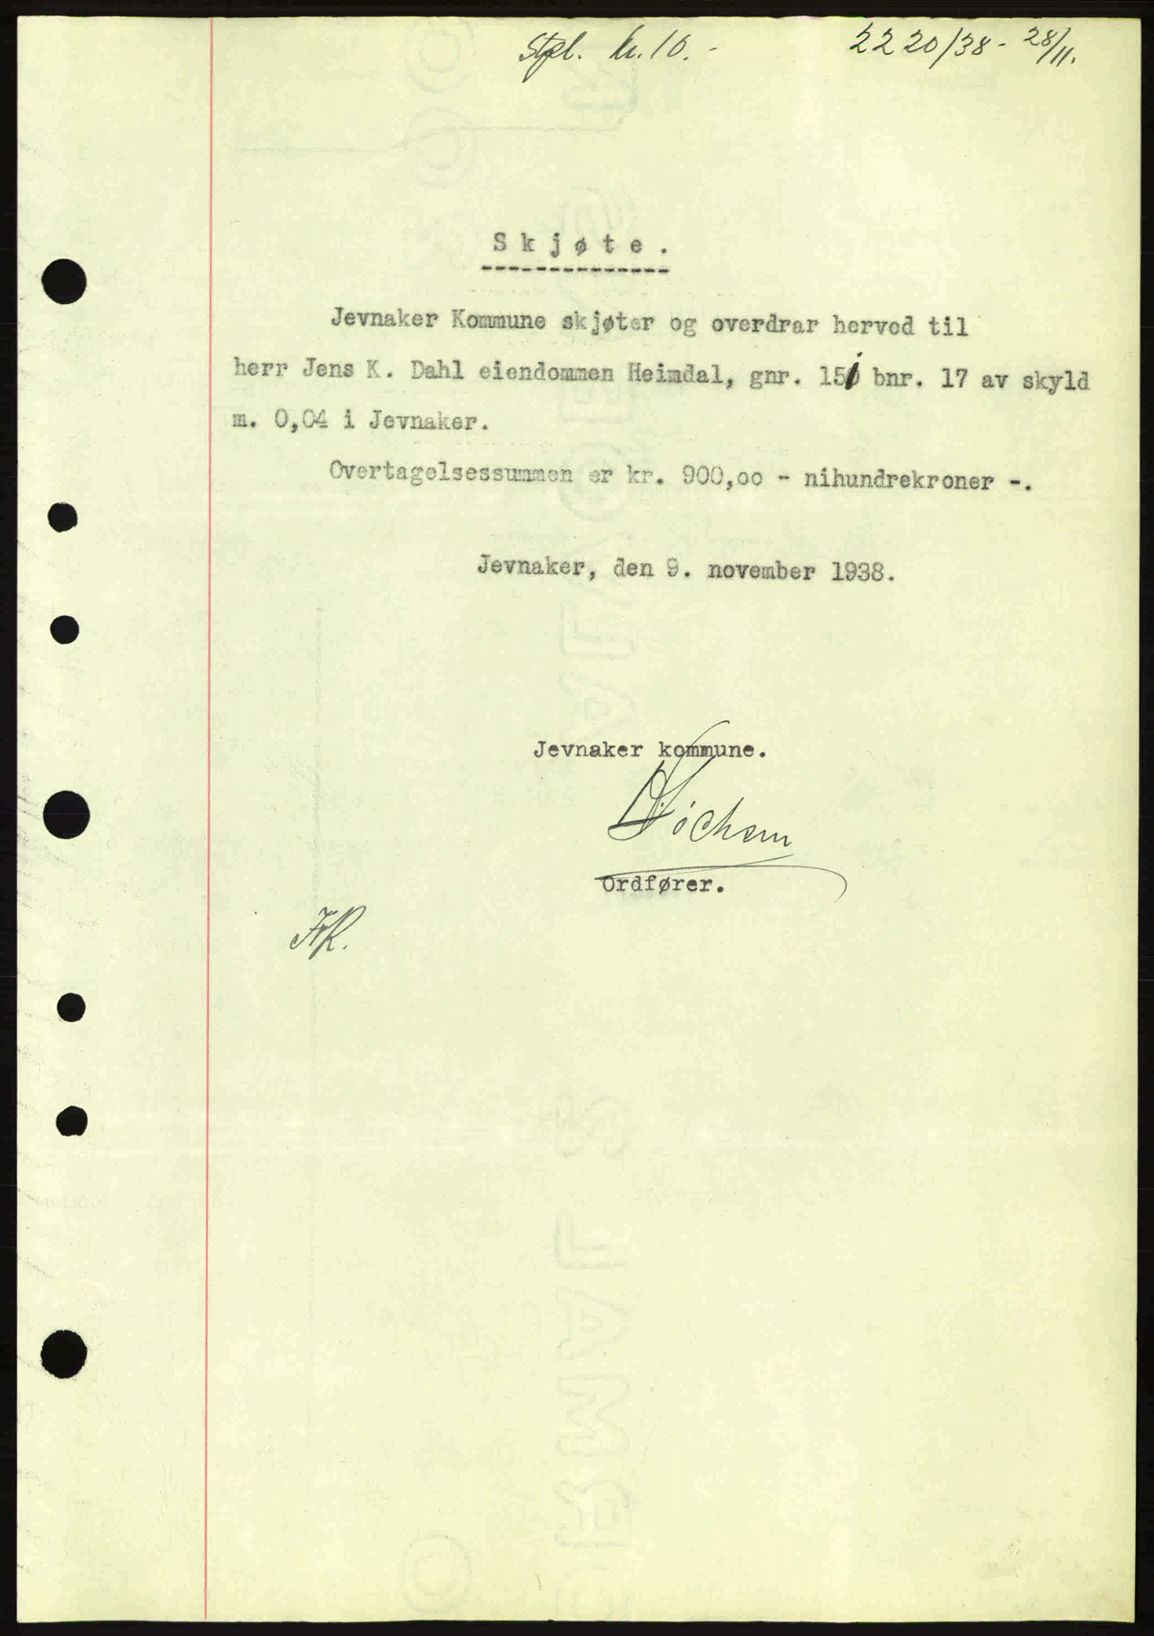 Stpl. kr. 10.-
2220/38 - 28/11.
Skjøte.
Jevnaker Kommune skjøter og overdrar herved til
herr Jens K. Dahl eiendommen Heimdal, gnr. 151 bnr. 17 av skyld
m. 0,04 i Jevnaker.
Overtagelsessummen er kr. 900,oo - nihundrekroner -.
Jevnaker, den 9. november 1938.
Jevnaker kommune.
Ordfører.